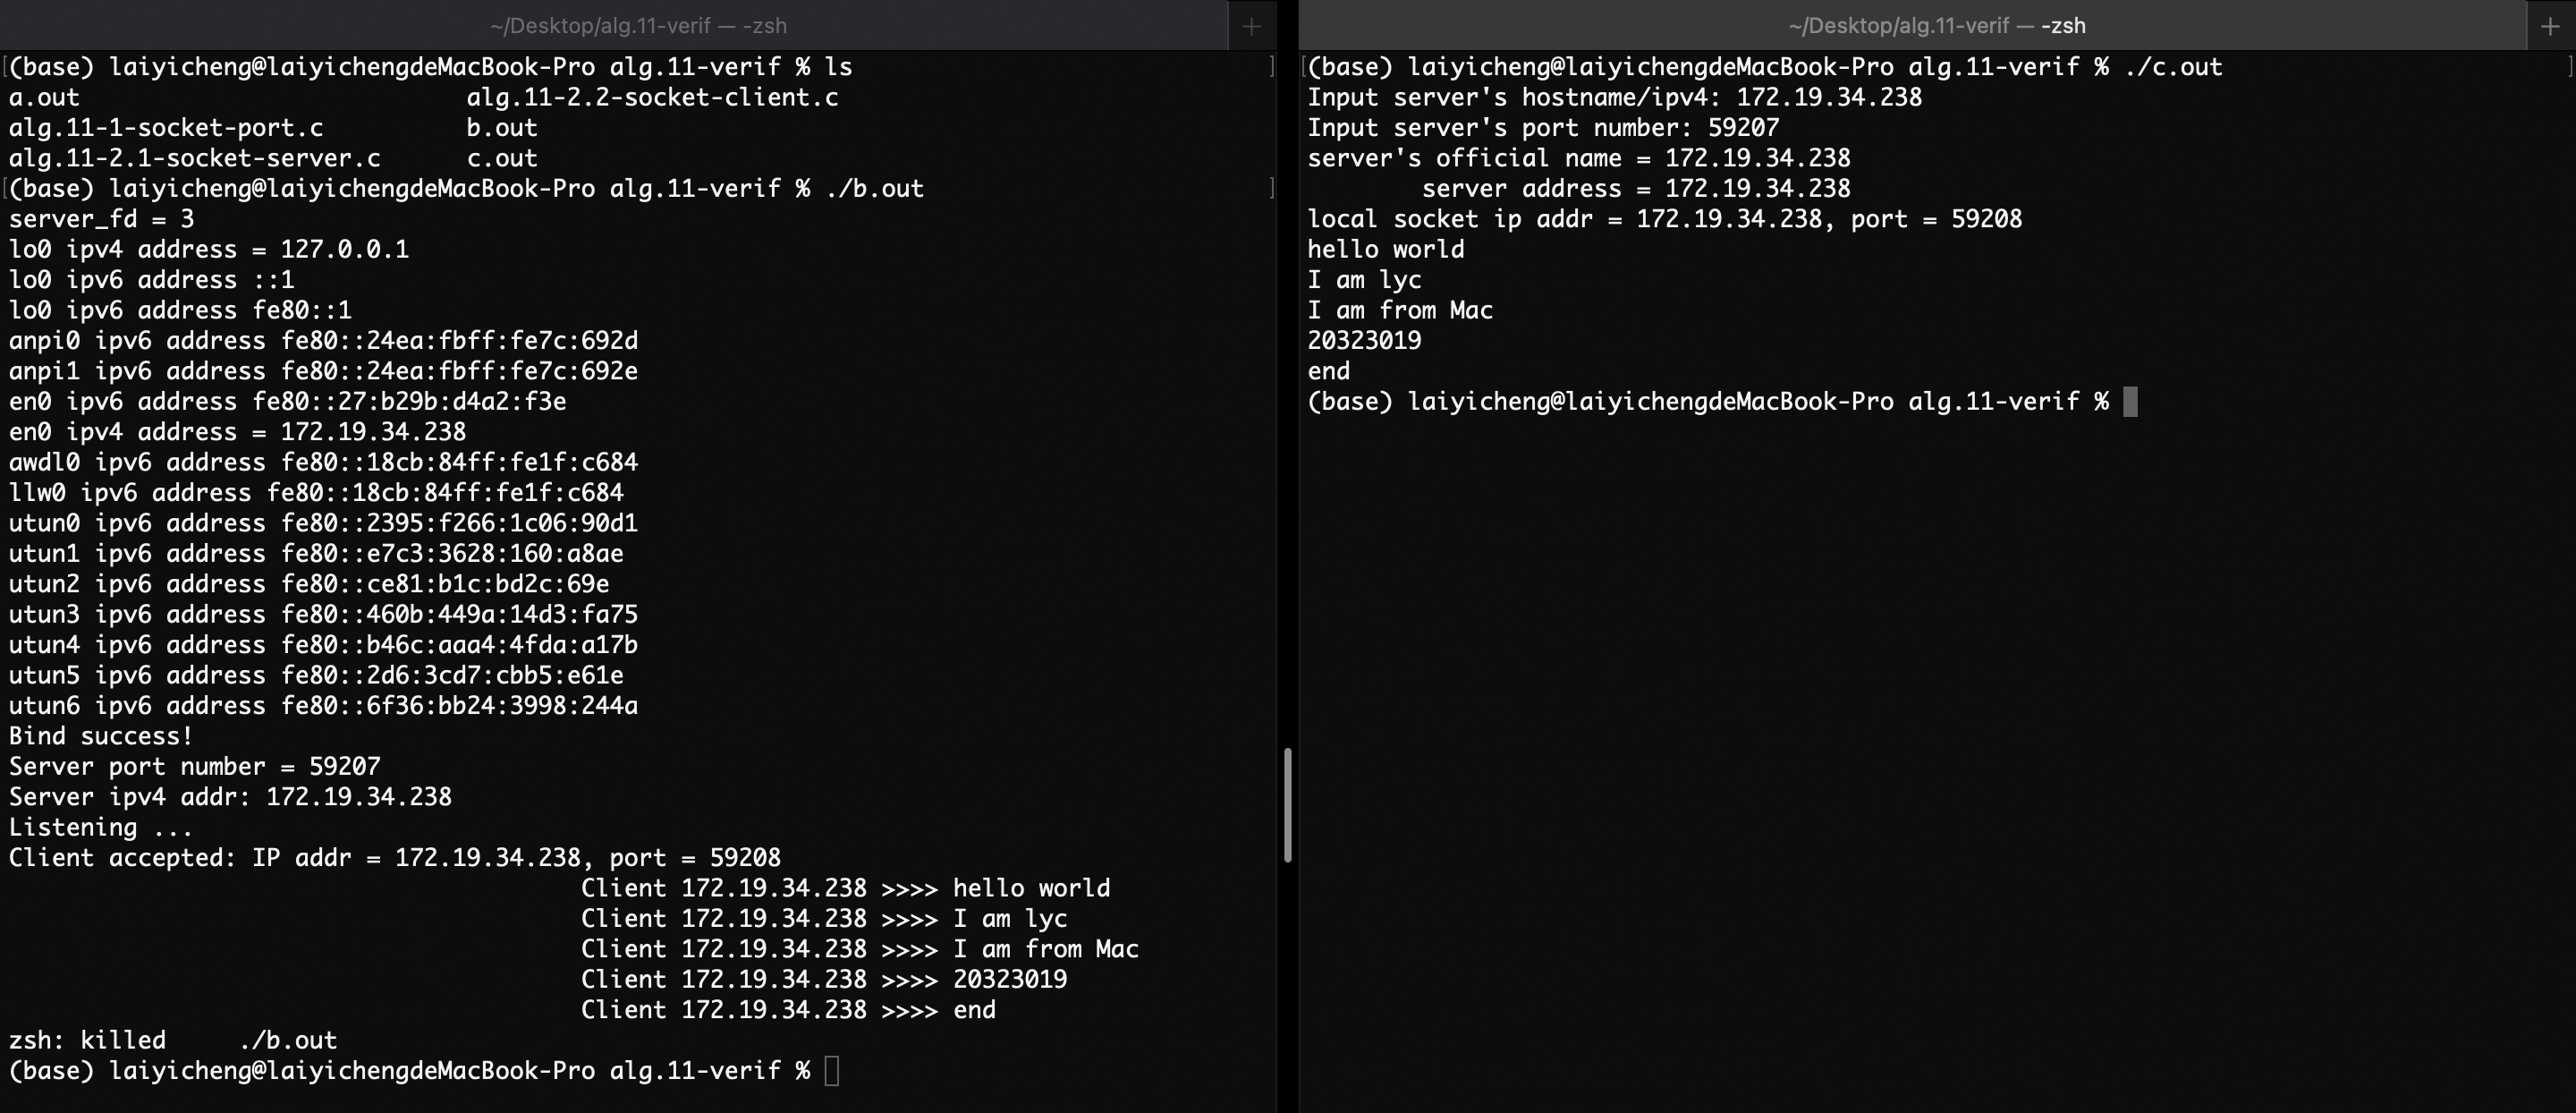 ~/Desktop/alg.11-verif — -zsh
(base) laiyicheng@laiyichengdeMacBook-Pro alg.11-verif % ls
a.out alg.11-2.2-socket-client.c
alg.11-1-socket-port.c b.out
alg.11-2.1-socket-server.c c.out
(base) laiyicheng@laiyichengdeMacBook-Pro alg.11-verif % ./b.out
server_fd = 3
lo0 ipv4 address = 127.0.0.1
lo0 ipv6 address ::1
lo0 ipv6 address fe80::1
anpi0 ipv6 address fe80::24ea:fbff:fe7c:692d
anpi1 ipv6 address fe80::24ea:fbff:fe7c:692e
en0 ipv6 address fe80::27:b29b:d4a2:f3e
en0 ipv4 address = 172.19.34.238
awdl0 ipv6 address fe80::18cb:84ff:fe1f:c684
llw0 ipv6 address fe80::18cb:84ff:fe1f:c684
utun0 ipv6 address fe80::2395:f266:1c06:90d1
utun1 ipv6 address fe80::e7c3:3628:160:a8ae
utun2 ipv6 address fe80::ce81:b1c:bd2c:69e
utun3 ipv6 address fe80::460b:449a:14d3:fa75
utun4 ipv6 address fe80::b46c:aaa4:4fda:a17b
utun5 ipv6 address fe80::2d6:3cd7:cbb5:e61e
utun6 ipv6 address fe80::6f36:bb24:3998:244a
Bind success!
Server port number = 59207
Server ipv4 addr: 172.19.34.238
Listening ...
Client accepted: IP addr = 172.19.34.238, port = 59208
Client 172.19.34.238 >>>> hello world
Client 172.19.34.238 >>>> I am lyc
Client 172.19.34.238 >>>> I am from Mac
Client 172.19.34.238 >>>> 20323019
Client 172.19.34.238 >>>> end
zsh: killed ./b.out
(base) laiyicheng@laiyichengdeMacBook-Pro alg.11-verif %
~/Desktop/alg.11-verif — -zsh
(base) laiyicheng@laiyichengdeMacBook-Pro alg.11-verif % ./c.out
Input server's hostname/ipv4: 172.19.34.238
Input server's port number: 59207
server's official name = 172.19.34.238
server address = 172.19.34.238
local socket ip addr = 172.19.34.238, port = 59208
hello world
I am lyc
I am from Mac
20323019
end
(base) laiyicheng@laiyichengdeMacBook-Pro alg.11-verif %